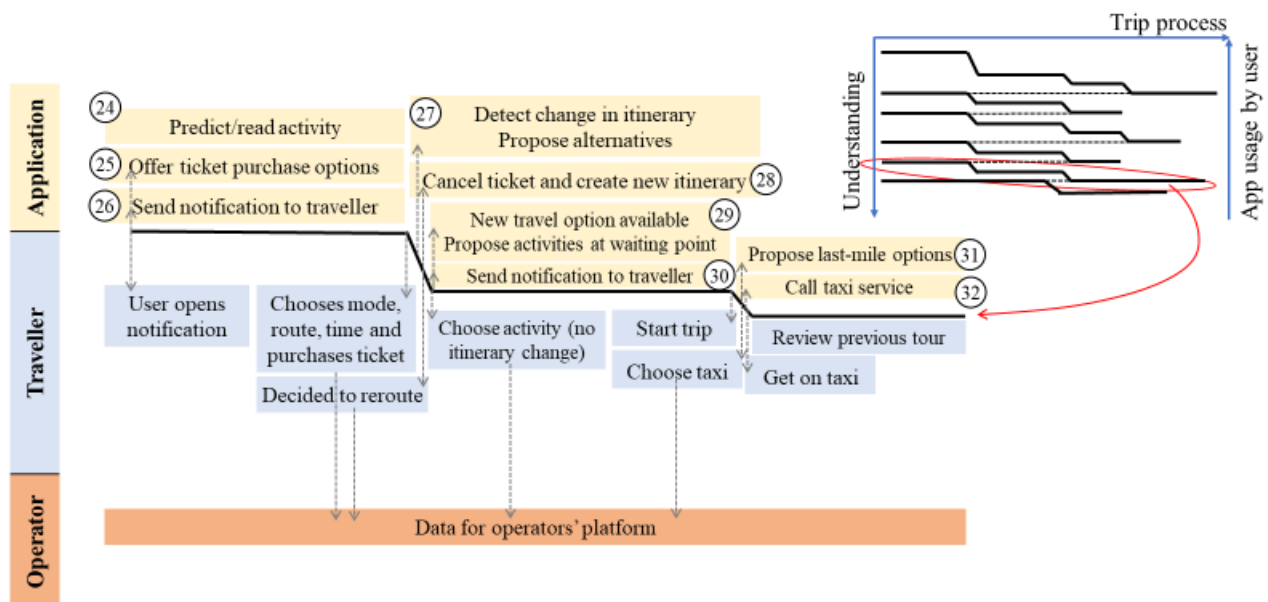 Trip process
Understanding
App usage by user
Application
24
Predict/read activity
25
Offer ticket purchase options
26
Send notification to traveller
27
Detect change in itinerary
Propose alternatives
Cancel ticket and create new itinerary
28
New travel option available
29
Propose activities at waiting point
Send notification to traveller
30
Propose last-mile options
31
Call taxi service
32
Traveller
User opens
notification
Chooses mode,
route, time and
purchases ticket
Decided to reroute
Choose activity (no
itinerary change)
Start trip
Choose taxi
Review previous tour
Get on taxi
Operator
Data for operators’ platform